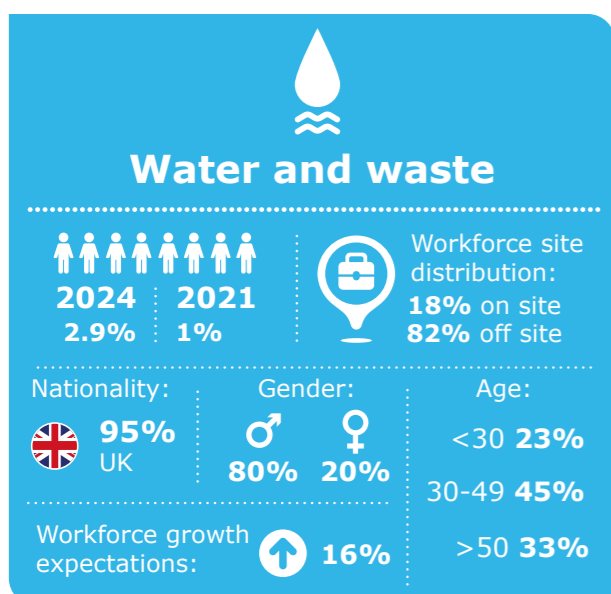 Water and waste
2024
2021
2.9%
1%
Workforce site
distribution:
18% on site
82% off site
Nationality:
95%
UK
Gender:
80%
20%
Age:
<30 23%
30-49 45%
>50 33%
Workforce growth
expectations:
16%